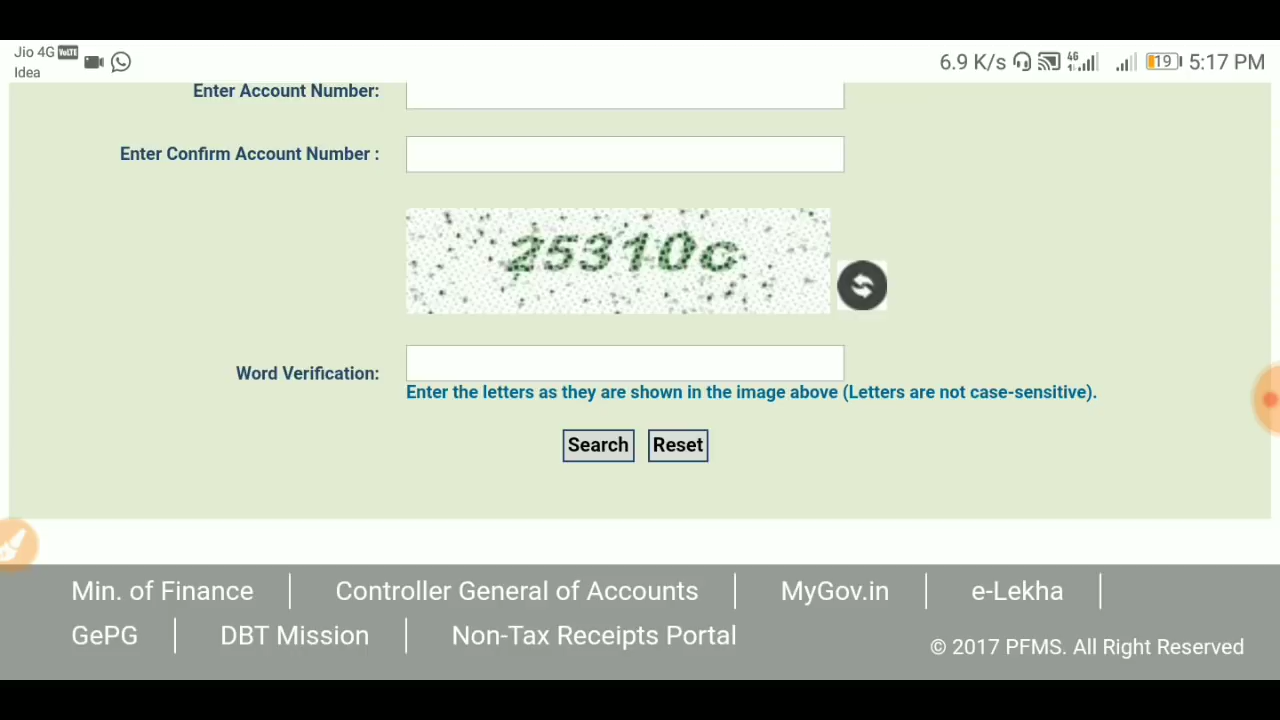 Jio 4G VoLTE
Idea
6.9 K/s 4G 19 5:17 PM
Enter Account Number:
Enter Confirm Account Number :
25310c
Word Verification:
Enter the letters as they are shown in the image above (Letters are not case-sensitive).
Search Reset
Min. of Finance | Controller General of Accounts | MyGov.in | e-Lekha |
GePG | DBT Mission | Non-Tax Receipts Portal
© 2017 PFMS. All Right Reserved